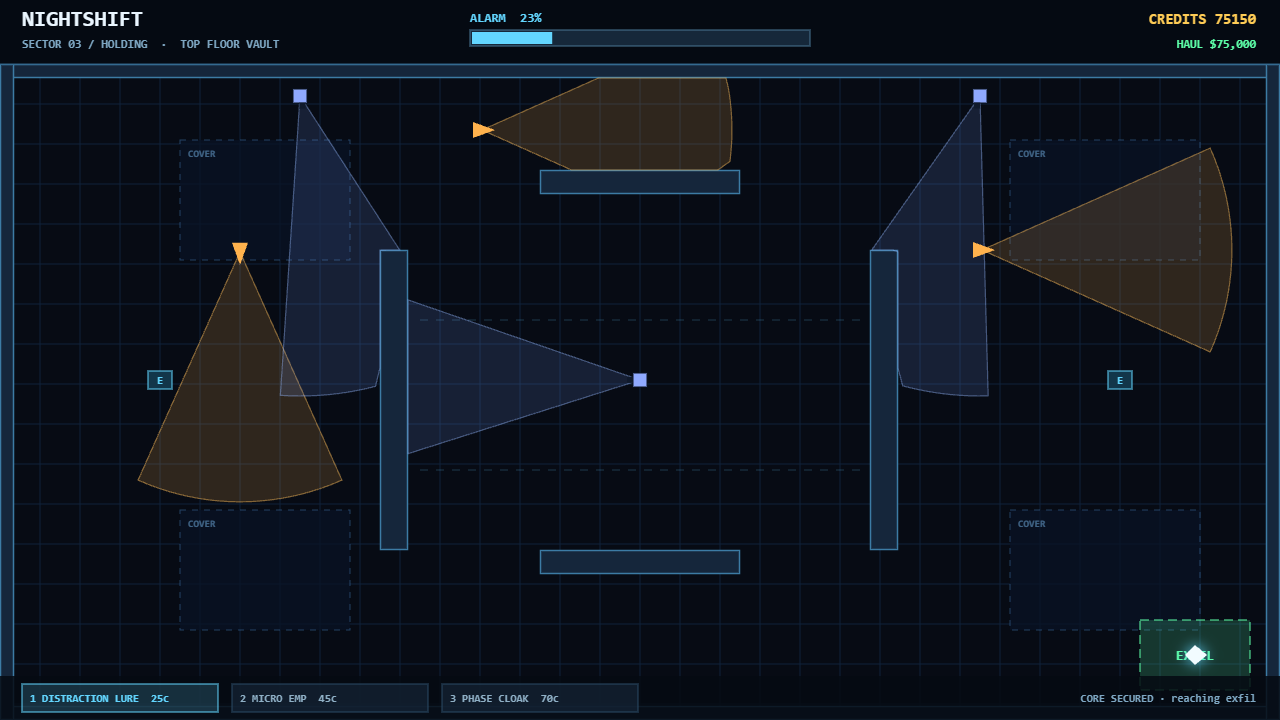 NIGHTSHIFT
SECTOR 03 / HOLDING · TOP FLOOR VAULT
ALARM 23%
CREDITS 75150
HAUL $75,000
COVER
COVER
E
E
COVER
COVER
1 DISTRACTION LURE 25c
2 MICRO EMP 45c
3 PHASE CLOAK 70c
CORE SECURED · reaching exfil